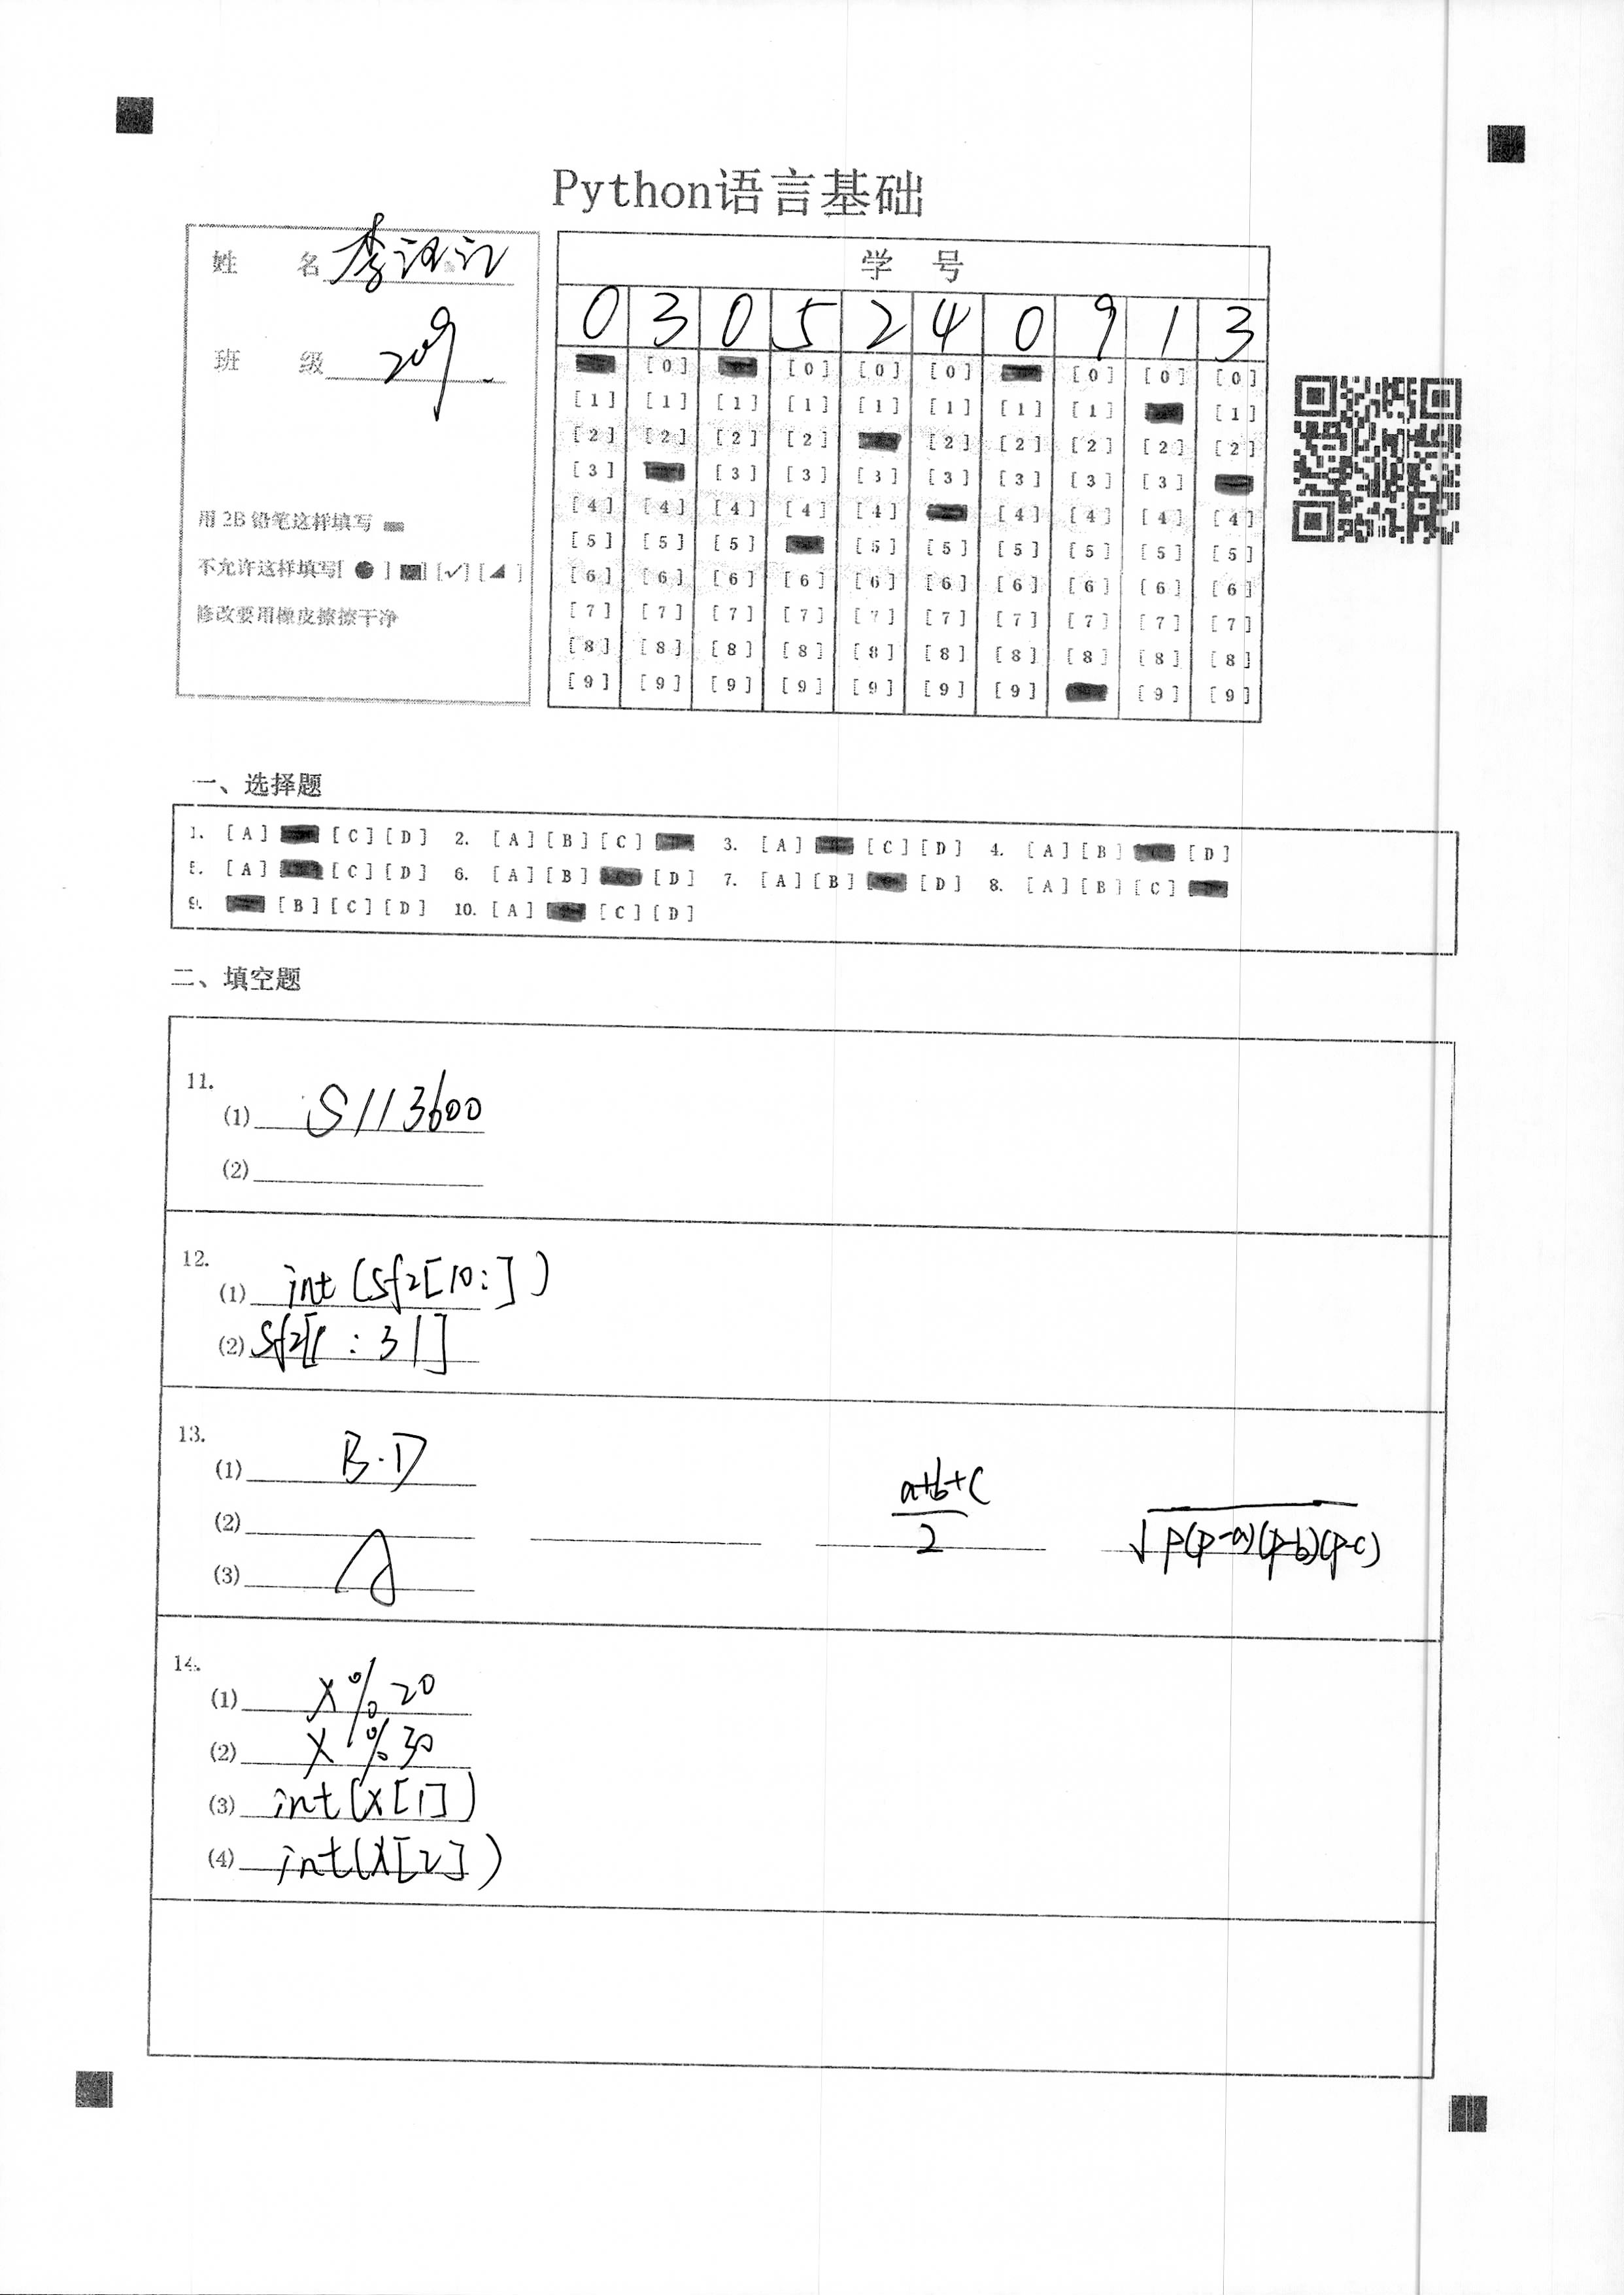 Python语言基础
姓 名 李
班 级 209
用 2B 铅笔这样填写
不允许这样填写[ ● ] [■] [✓] [◢ ]
修改要用橡皮擦擦干净
学 号
0 3 0 5 2 4 0 9 1 3
[0] [0] [0] [0] [0] [0] [0]
[1] [1] [1] [1] [1] [1] [1] [1] [1]
[2] [2] [2] [2] [2] [2] [2] [2] [2]
[3] [3] [3] [3] [3] [3] [3] [3]
[4] [4] [4] [4] [4] [4] [4] [4] [4]
[5] [5] [5] [5] [5] [5] [5] [5] [5]
[6] [6] [6] [6] [6] [6] [6] [6] [6] [6]
[7] [7] [7] [7] [7] [7] [7] [7] [7] [7]
[8] [8] [8] [8] [8] [8] [8] [8] [8] [8]
[9] [9] [9] [9] [9] [9] [9] [9] [9]
一、选择题
1. [A] [C] [D] 2. [A] [B] [C] 3. [A] [C] [D] 4. [A] [B] [D]
5. [A] [C] [D] 6. [A] [B] [D] 7. [A] [B] [D] 8. [A] [B] [C]
9. [B] [C] [D] 10. [A] [C] [D]
二、填空题
11.
(1) S//3600
(2)
12.
(1) int(Sf2[10:])
(2) Sf2[1:31]
13.
(1) B.D
(2) a+b+c / 2 √p(p-a)(p-b)(p-c)
(3) A
14.
(1) X%20
(2) X%30
(3) int(X[1])
(4) int(X[2])